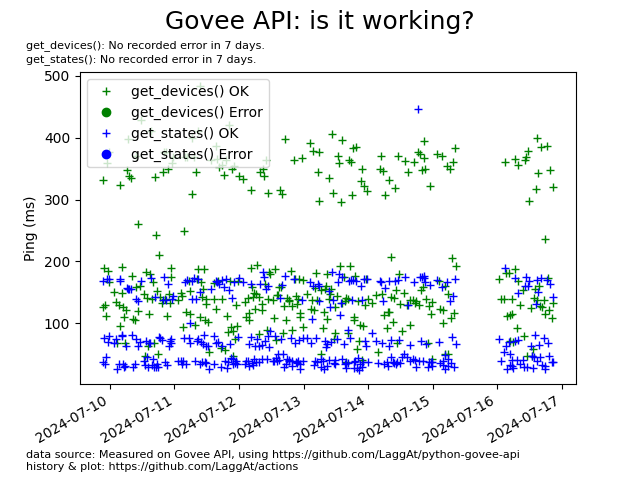 Govee API: is it working?
get_devices(): No recorded error in 7 days.
get_states(): No recorded error in 7 days.
500
400
300
200
100
Ping (ms)
get_devices() OK
get_devices() Error
get_states() OK
get_states() Error
2024-07-10
2024-07-11
2024-07-12
2024-07-13
2024-07-14
2024-07-15
2024-07-16
2024-07-17
data source: Measured on Govee API, using https://github.com/LaggAt/python-govee-api
history & plot: https://github.com/LaggAt/actions